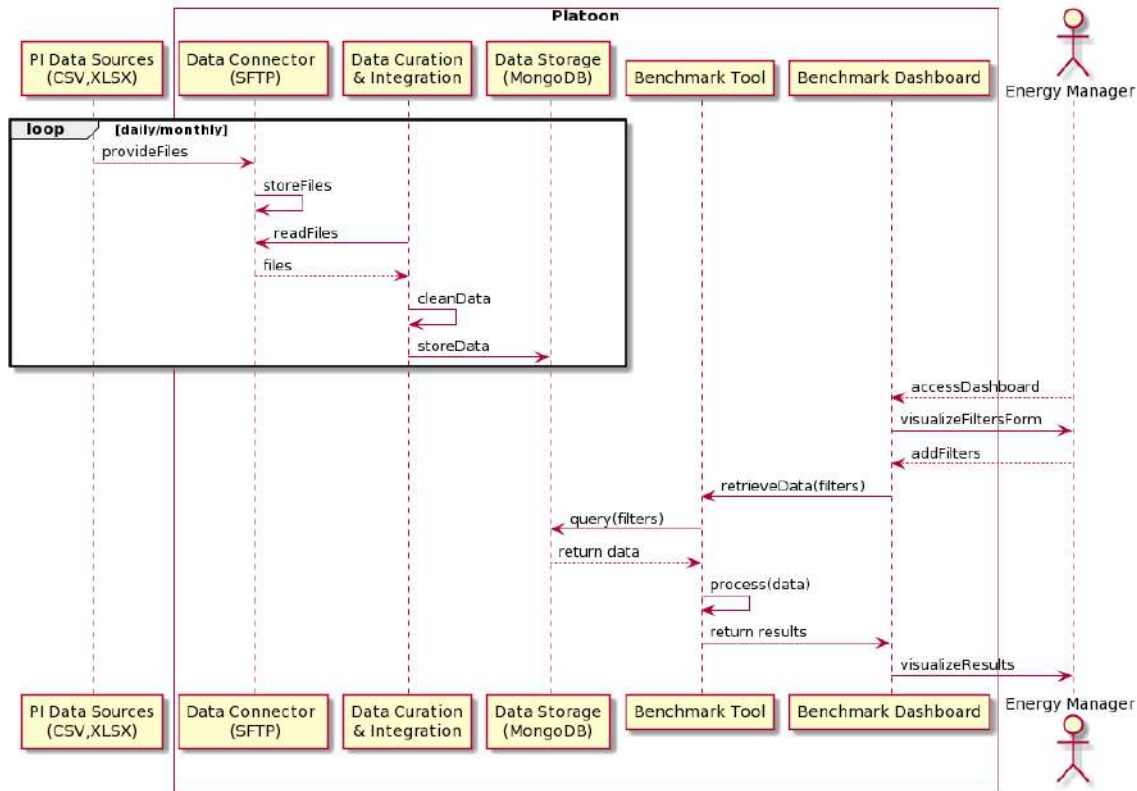 Platoon
PI Data Sources
(CSV,XLSX)
Data Connector
(SFTP)
Data Curation
& Integration
Data Storage
(MongoDB)
Benchmark Tool
Benchmark Dashboard
Energy Manager
loop
[daily/monthly]
provideFiles
storeFiles
readFiles
files
cleanData
storeData
accessDashboard
visualizeFiltersForm
addFilters
retrieveData(filters)
query(filters)
return data
process(data)
return results
visualizeResults
PI Data Sources
(CSV,XLSX)
Data Connector
(SFTP)
Data Curation
& Integration
Data Storage
(MongoDB)
Benchmark Tool
Benchmark Dashboard
Energy Manager